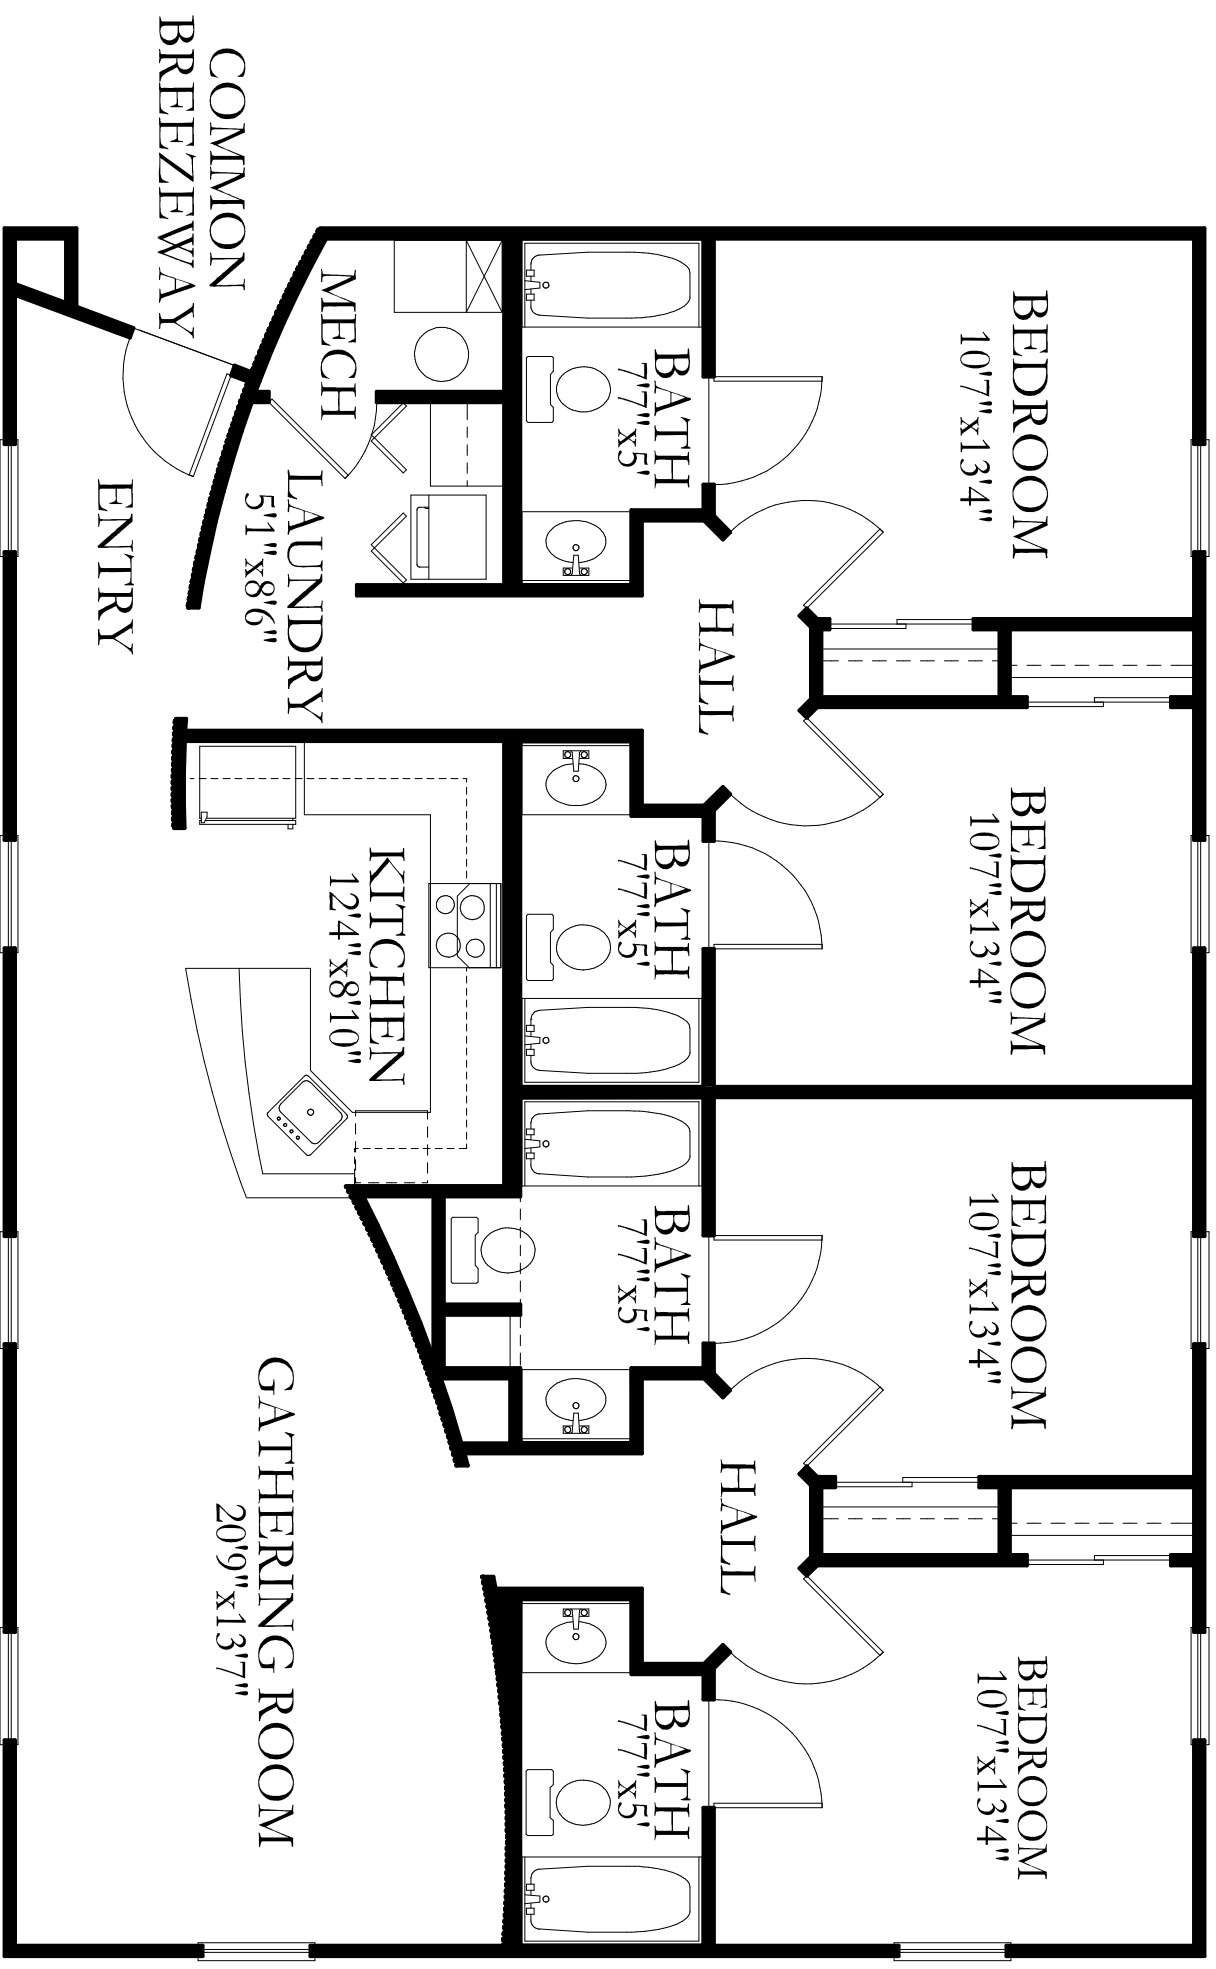 BEDROOM
10'7"x13'4"
BEDROOM
10'7"x13'4"
BEDROOM
10'7"x13'4"
BEDROOM
10'7"x13'4"
HALL
HALL
BATH
7'7"x5'
BATH
7'7"x5'
BATH
7'7"x5'
BATH
7'7"x5'
MECH
LAUNDRY
5'1"x8'6"
KITCHEN
12'4"x8'10"
COMMON
BREEZEWAY
ENTRY
GATHERING ROOM
20'9"x13'7"